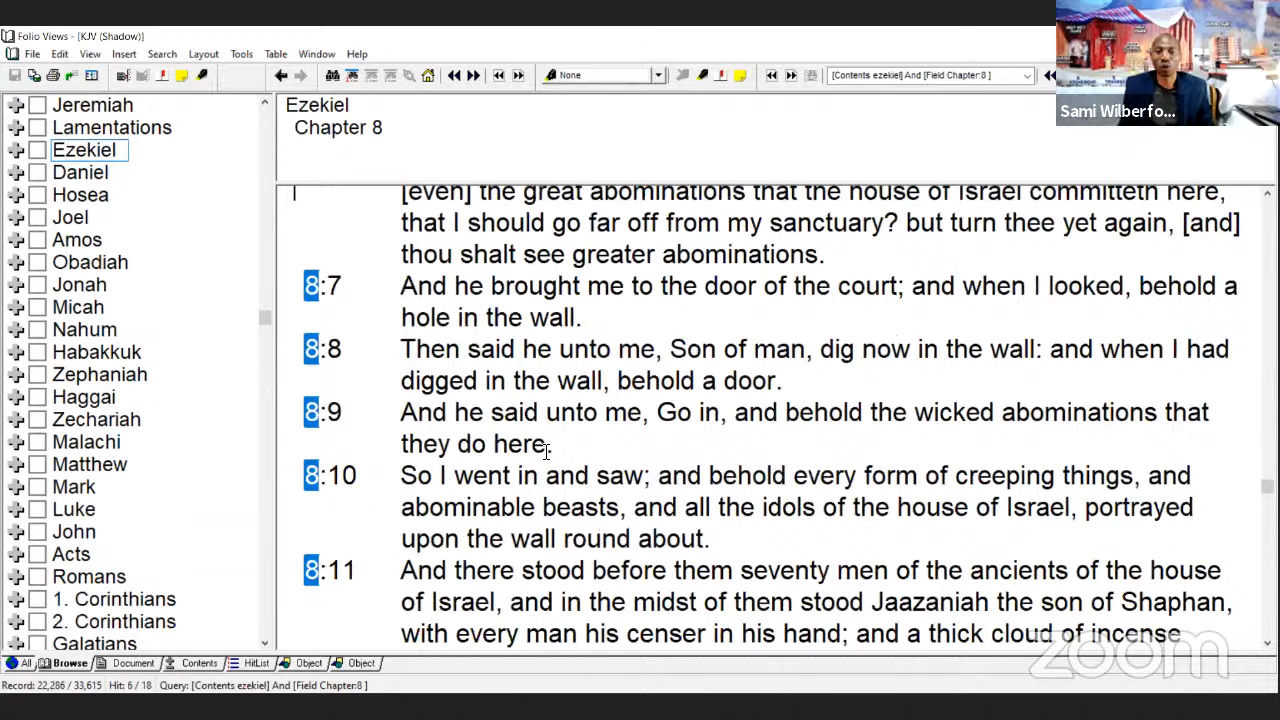 Folio Views - [KJV (Shadow)]
File Edit View Insert Search Layout Tools Table Window Help
None
[Contents ezekiel] And [Field Chapter:8 ]
Sami Wilberfo...
Jeremiah
Lamentations
Ezekiel
Daniel
Hosea
Joel
Amos
Obadiah
Jonah
Micah
Nahum
Habakkuk
Zephaniah
Haggai
Zechariah
Malachi
Matthew
Mark
Luke
John
Acts
Romans
1. Corinthians
2. Corinthians
Galatians
Ezekiel
Chapter 8
[even] the great abominations that the house of Israel committeth here,
that I should go far off from my sanctuary? but turn thee yet again, [and]
thou shalt see greater abominations.
8:7 And he brought me to the door of the court; and when I looked, behold a
hole in the wall.
8:8 Then said he unto me, Son of man, dig now in the wall: and when I had
digged in the wall, behold a door.
8:9 And he said unto me, Go in, and behold the wicked abominations that
they do here.
8:10 So I went in and saw; and behold every form of creeping things, and
abominable beasts, and all the idols of the house of Israel, portrayed
upon the wall round about.
8:11 And there stood before them seventy men of the ancients of the house
of Israel, and in the midst of them stood Jaazaniah the son of Shaphan,
with every man his censer in his hand; and a thick cloud of incense
zoom
All Browse Document Contents HitList Object Object
Record: 22,286 / 33,615 Hit: 6 / 18 Query: [Contents ezekiel] And [Field Chapter:8 ]